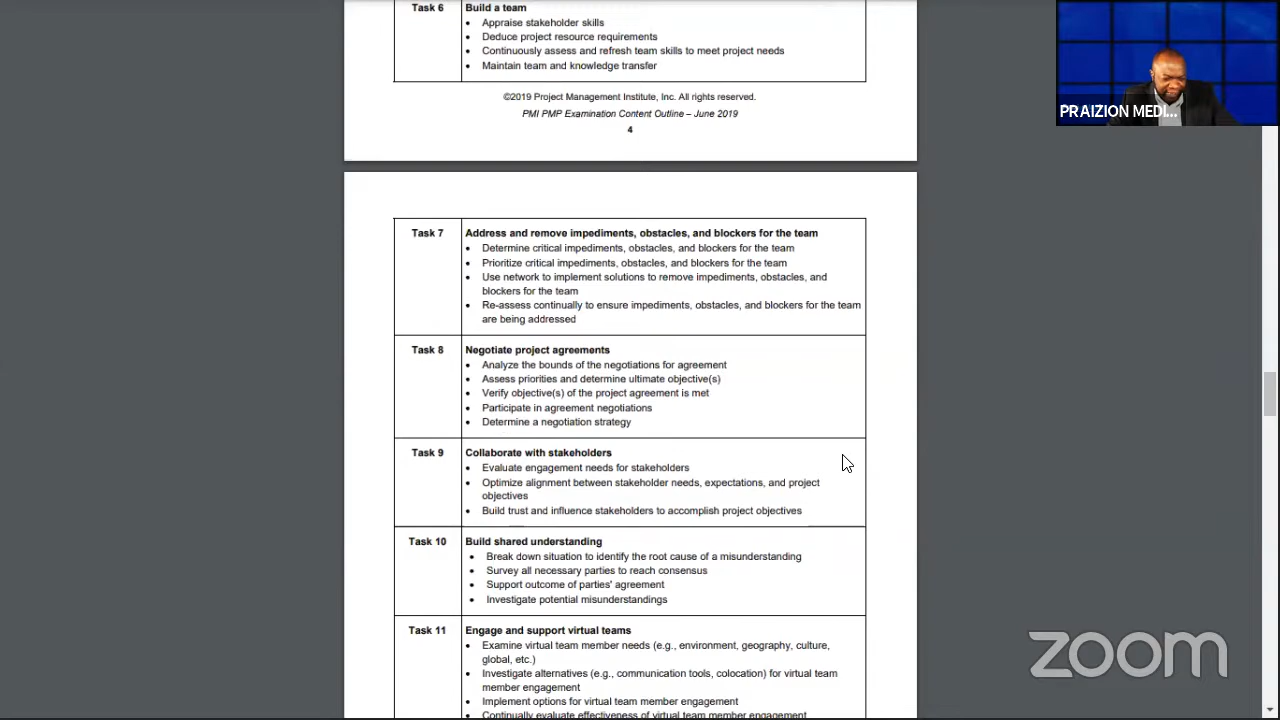 Task 6 Build a team
• Appraise stakeholder skills
• Deduce project resource requirements
• Continuously assess and refresh team skills to meet project needs
• Maintain team and knowledge transfer
©2019 Project Management Institute, Inc. All rights reserved.
PMI PMP Examination Content Outline – June 2019
4
PRAIZION MEDI...
Task 7 Address and remove impediments, obstacles, and blockers for the team
• Determine critical impediments, obstacles, and blockers for the team
• Prioritize critical impediments, obstacles, and blockers for the team
• Use network to implement solutions to remove impediments, obstacles, and
blockers for the team
• Re-assess continually to ensure impediments, obstacles, and blockers for the team
are being addressed
Task 8 Negotiate project agreements
• Analyze the bounds of the negotiations for agreement
• Assess priorities and determine ultimate objective(s)
• Verify objective(s) of the project agreement is met
• Participate in agreement negotiations
• Determine a negotiation strategy
Task 9 Collaborate with stakeholders
• Evaluate engagement needs for stakeholders
• Optimize alignment between stakeholder needs, expectations, and project
objectives
• Build trust and influence stakeholders to accomplish project objectives
Task 10 Build shared understanding
• Break down situation to identify the root cause of a misunderstanding
• Survey all necessary parties to reach consensus
• Support outcome of parties' agreement
• Investigate potential misunderstandings
Task 11 Engage and support virtual teams
• Examine virtual team member needs (e.g., environment, geography, culture,
global, etc.)
• Investigate alternatives (e.g., communication tools, colocation) for virtual team
member engagement
• Implement options for virtual team member engagement
• Continually evaluate effectiveness of virtual team member engagement
zoom